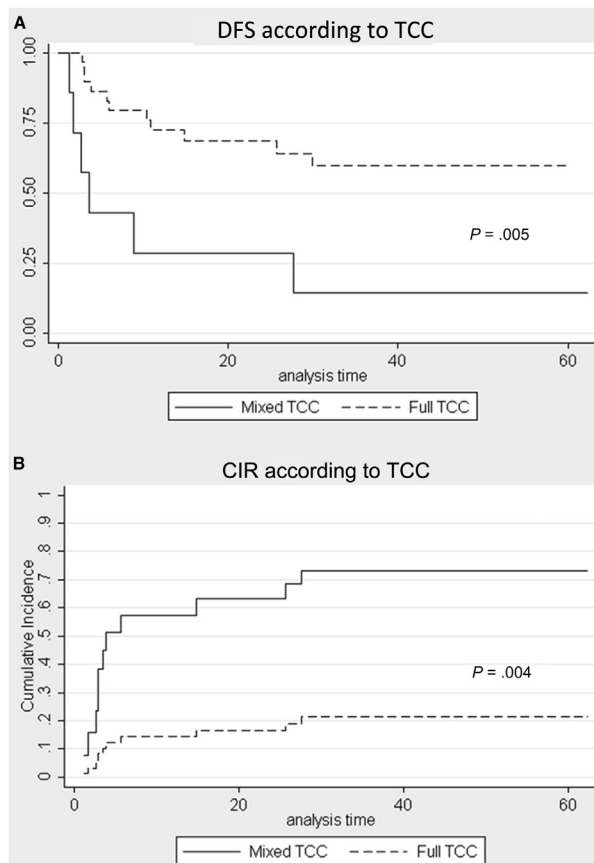 A
DFS according to TCC
1.00
0.75
0.50
0.25
0.00
P = .005
0 20 40 60
analysis time
Mixed TCC Full TCC
B
CIR according to TCC
Cumulative Incidence
1
.9
.8
.7
.6
.5
.4
.3
.2
.1
0
P = .004
0 20 40 60
analysis time
Mixed TCC Full TCC